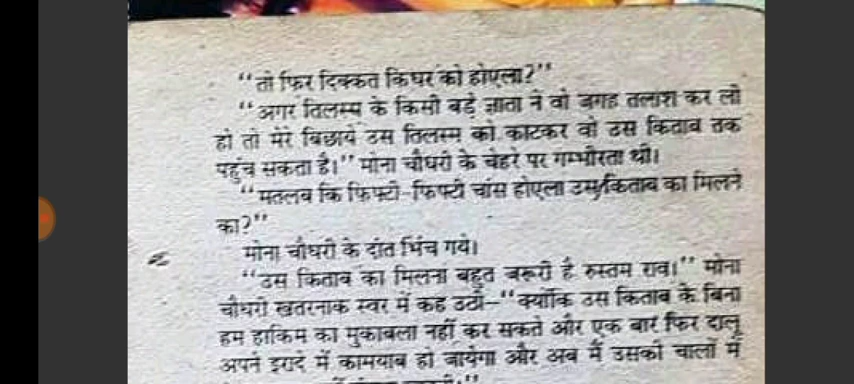 “तो फिर दिक्कत किधर को होएला?”
“अगर तिलस्म के किसी बड़े ज्ञाता ने वो जगह तलाश कर ली
हो तो मेरे बिछाये उस तिलस्म को काटकर वो उस किताब तक
पहुंच सकता है।” मोना चौधरी के चेहरे पर गम्भीरता थी।
“मतलब कि फिफ्टी-फिफ्टी चांस होएला उस किताब का मिलने
का?”
मोना चौधरी के दांत भिंच गये।
“उस किताब का मिलना बहुत जरूरी है रुस्तम राव।” मोना
चौधरी खतरनाक स्वर में कह उठी–“क्योंकि उस किताब के बिना
हम हाकिम का मुकाबला नहीं कर सकते और एक बार फिर दालू
अपने इरादे में कामयाब हो जायेगा और अब मैं उसकी चालों में